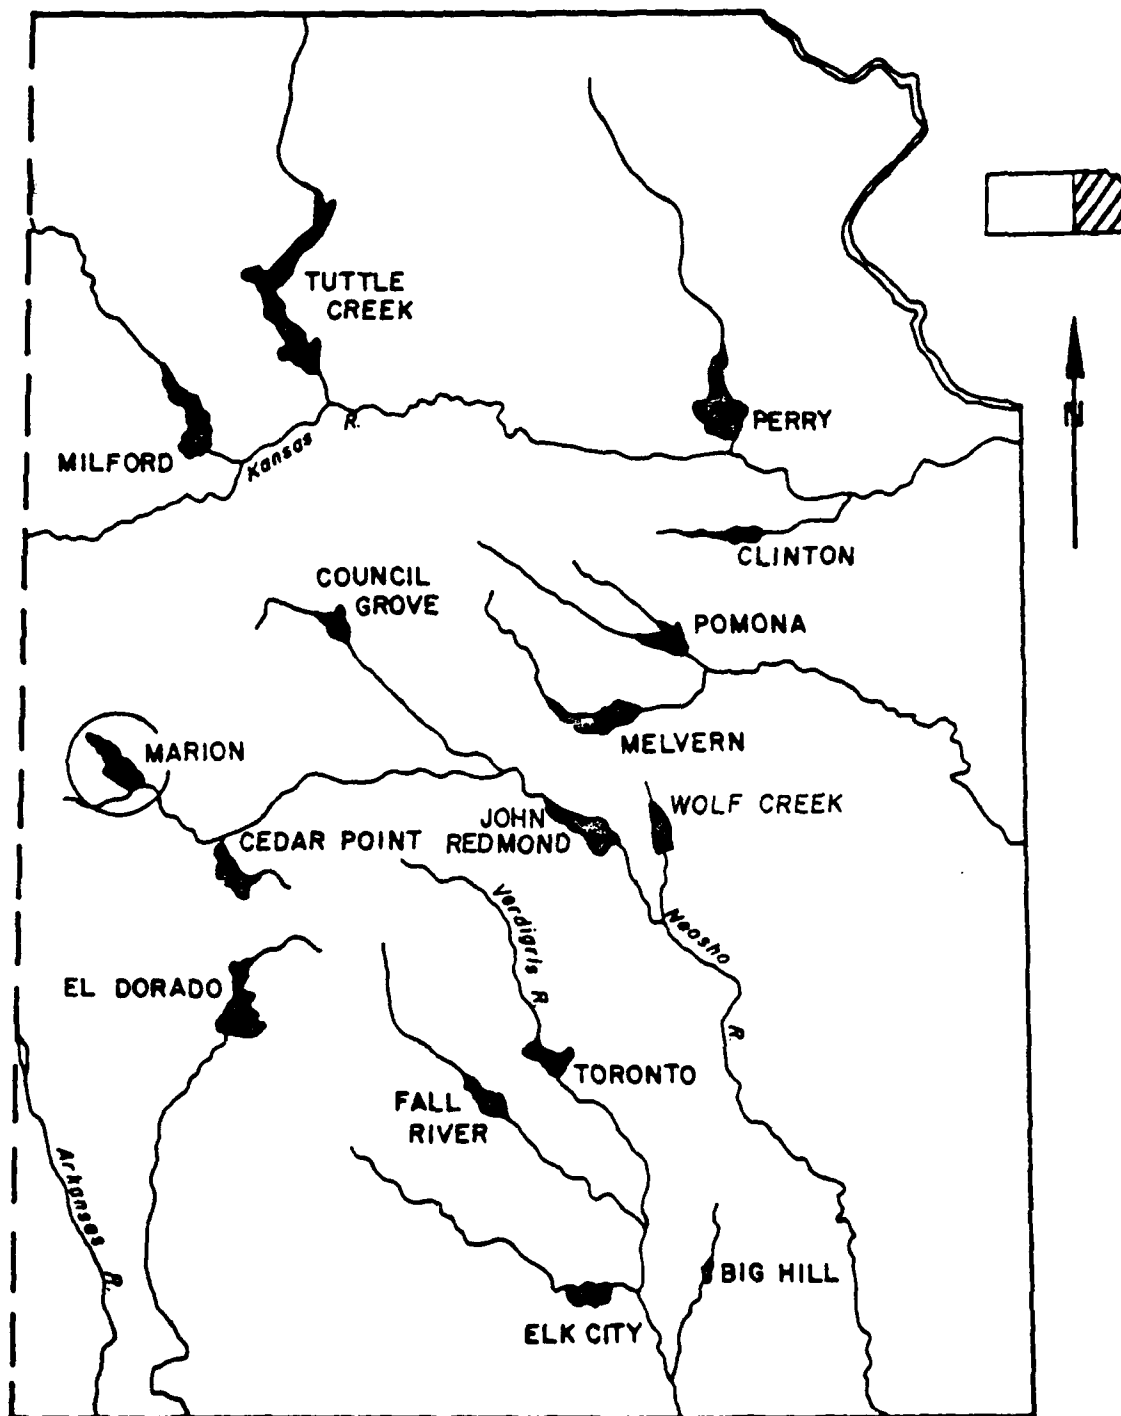 TUTTLE
CREEK
N
PERRY
Kansas R.
MILFORD
CLINTON
COUNCIL
GROVE
POMONA
MARION
MELVERN
WOLF CREEK
JOHN
REDMOND
CEDAR POINT
Verdigris R.
Neosho R.
EL DORADO
TORONTO
FALL
RIVER
Arkansas R.
BIG HILL
ELK CITY